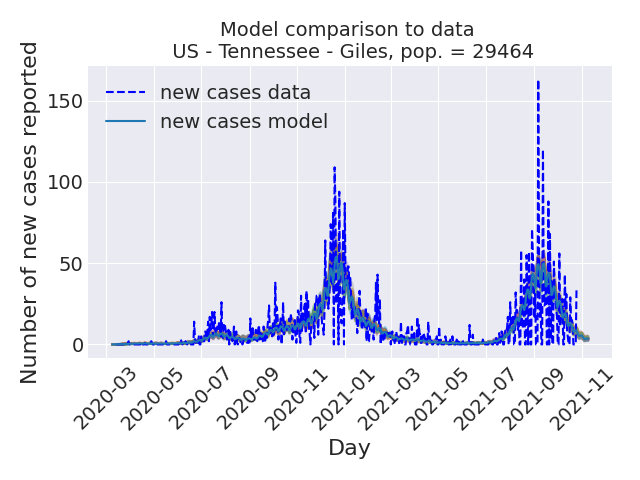 Model comparison to data
US - Tennessee - Giles, pop. = 29464
Number of new cases reported
new cases data
new cases model
150
100
50
0
2020-03
2020-05
2020-07
2020-09
2020-11
2021-01
2021-03
2021-05
2021-07
2021-09
2021-11
Day